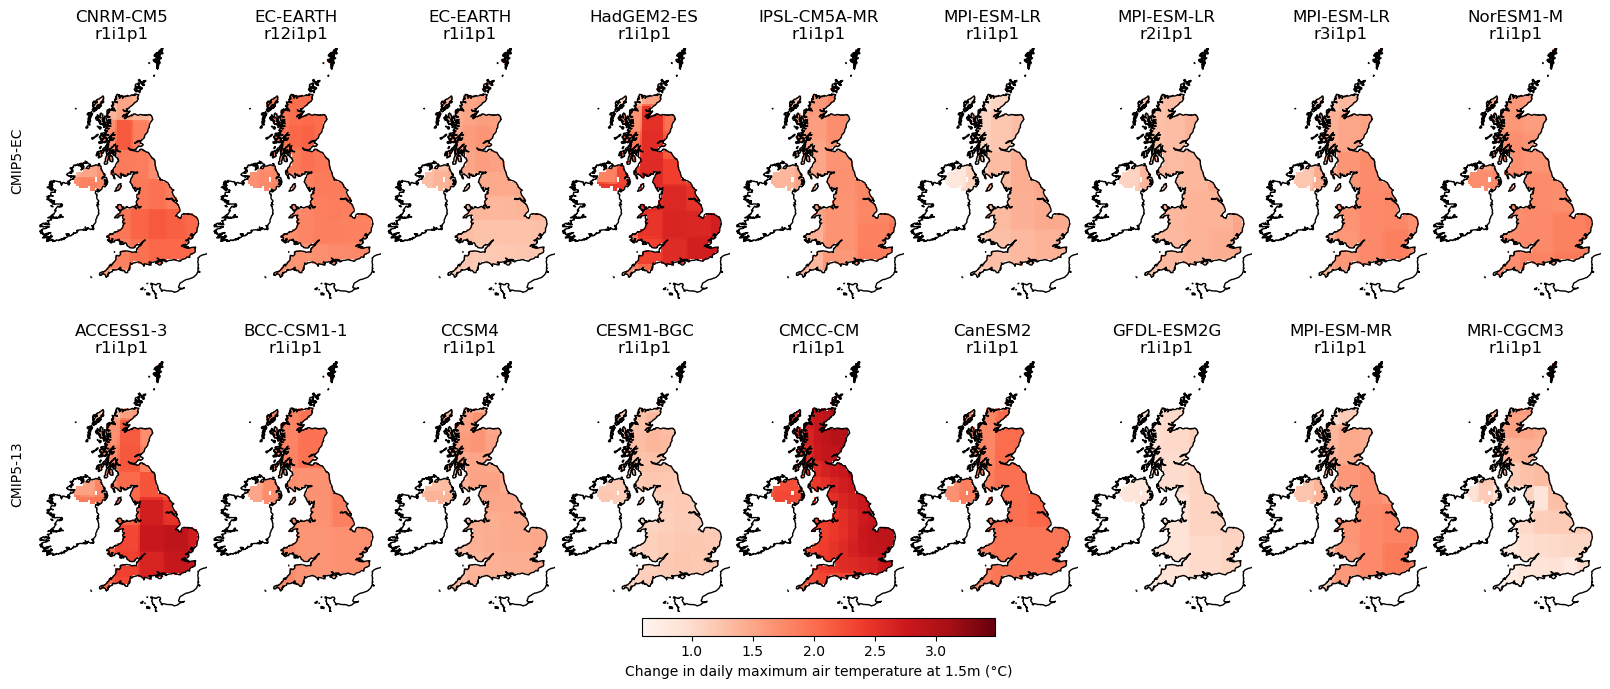 CNRM-CM5 EC-EARTH EC-EARTH HadGEM2-ES IPSL-CM5A-MR MPI-ESM-LR MPI-ESM-LR MPI-ESM-LR NorESM1-M
r1i1p1 r12i1p1 r1i1p1 r1i1p1 r1i1p1 r1i1p1 r2i1p1 r3i1p1 r1i1p1
CMIP5-EC
ACCESS1-3 BCC-CSM1-1 CCSM4 CESM1-BGC CMCC-CM CanESM2 GFDL-ESM2G MPI-ESM-MR MRI-CGCM3
r1i1p1 r1i1p1 r1i1p1 r1i1p1 r1i1p1 r1i1p1 r1i1p1 r1i1p1 r1i1p1
CMIP5-13
1.0 1.5 2.0 2.5 3.0
Change in daily maximum air temperature at 1.5m (°C)